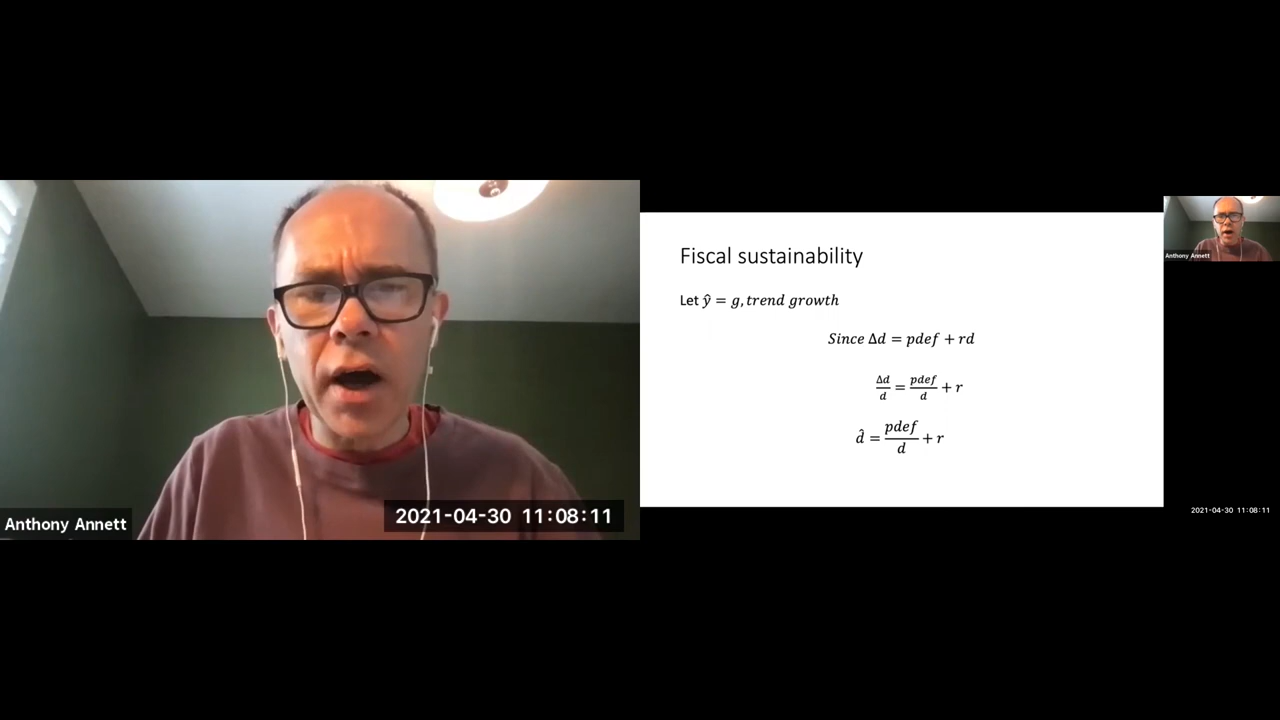 Anthony Annett
2021-04-30 11:08:11
Fiscal sustainability
Let ŷ = g, trend growth
Since Δd = pdef + rd
Δd/d = pdef/d + r
d̂ = pdef/d + r
Anthony Annett
2021-04-30 11:08:11